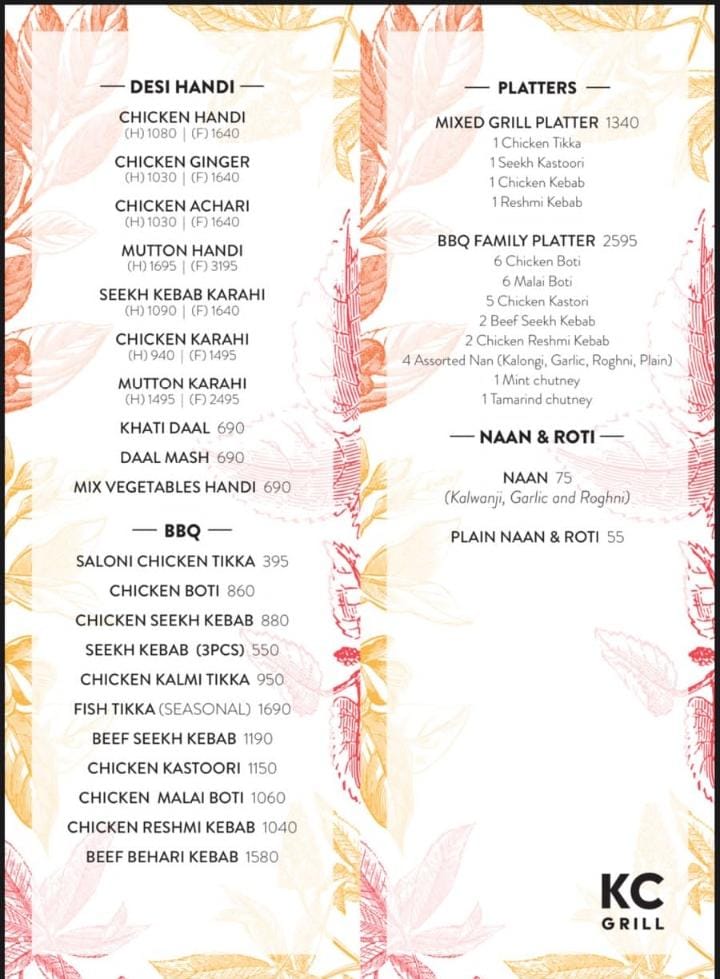 DESI HANDI
CHICKEN HANDI
(H) 1080 | (F) 1640
CHICKEN GINGER
(H) 1030 | (F) 1640
CHICKEN ACHARI
(H) 1030 | (F) 1640
MUTTON HANDI
(H) 1695 | (F) 3195
SEEKH KEBAB KARAHI
(H) 1090 | (F) 1640
CHICKEN KARAHI
(H) 940 | (F) 1495
MUTTON KARAHI
(H) 1495 | (F) 2495
KHATI DAAL 690
DAAL MASH 690
MIX VEGETABLES HANDI 690
BBQ
SALONI CHICKEN TIKKA 395
CHICKEN BOTI 860
CHICKEN SEEKH KEBAB 880
SEEKH KEBAB (3PCS) 550
CHICKEN KALMI TIKKA 950
FISH TIKKA (SEASONAL) 1690
BEEF SEEKH KEBAB 1190
CHICKEN KASTOORI 1150
CHICKEN MALAI BOTI 1060
CHICKEN RESHMI KEBAB 1040
BEEF BEHARI KEBAB 1580
PLATTERS
MIXED GRILL PLATTER 1340
1 Chicken Tikka
1 Seekh Kastoori
1 Chicken Kebab
1 Reshmi Kebab
BBQ FAMILY PLATTER 2595
6 Chicken Boti
6 Malai Boti
5 Chicken Kastori
2 Beef Seekh Kebab
2 Chicken Reshmi Kebab
4 Assorted Nan (Kalongi, Garlic, Roghni, Plain)
1 Mint chutney
1 Tamarind chutney
NAAN & ROTI
NAAN 75
(Kalwanji, Garlic and Roghni)
PLAIN NAAN & ROTI 55
KC
GRILL